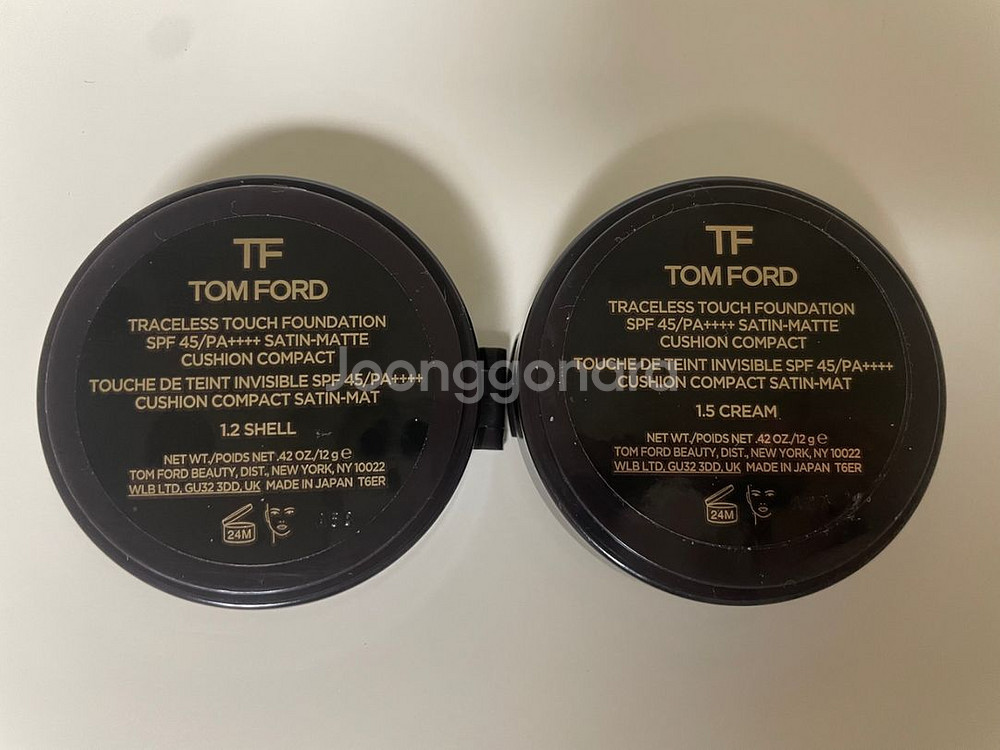 TF
TOM FORD
TRACELESS TOUCH FOUNDATION
SPF 45/PA++++ SATIN-MATTE
CUSHION COMPACT
TOUCHE DE TEINT INVISIBLE SPF 45/PA++++
CUSHION COMPACT SATIN-MAT
1.2 SHELL
NET WT./POIDS NET .42 OZ./12 g ℮
TOM FORD BEAUTY, DIST., NEW YORK, NY 10022
WLB LTD, GU32 3DD, UK MADE IN JAPAN T6ER
24M
TF
TOM FORD
TRACELESS TOUCH FOUNDATION
SPF 45/PA++++ SATIN-MATTE
CUSHION COMPACT
TOUCHE DE TEINT INVISIBLE SPF 45/PA++++
CUSHION COMPACT SATIN-MAT
1.5 CREAM
NET WT./POIDS NET .42 OZ./12 g ℮
TOM FORD BEAUTY, DIST., NEW YORK, NY 10022
WLB LTD, GU32 3DD, UK MADE IN JAPAN T6ER
24M
Joonggonara